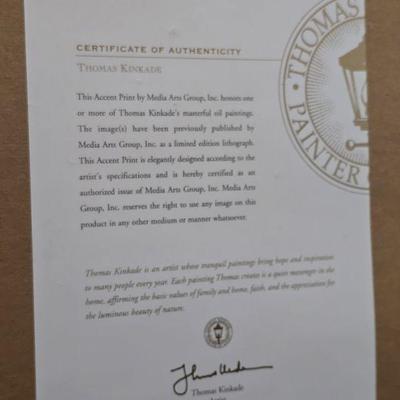 CERTIFICATE OF AUTHENTICITY
THOMAS KINKADE
This Accent Print by Media Arts Group, Inc. honors one
or more of Thomas Kinkade's masterful oil paintings.
The image(s) have been previously published by
Media Arts Group, Inc. as a limited edition lithograph.
This Accent Print is elegantly designed according to the
artist's specifications and is hereby certified as an
authorized issue of Media Arts Group, Inc. Media Arts
Group, Inc. reserves the right to use any image on this
product in any other medium or manner whatsoever.
Thomas Kinkade is an artist whose tranquil paintings bring hope and inspiration
to many people every year. Each painting Thomas creates is a quiet messenger in the
home, affirming the basic values of family and home, faith, and the appreciation for
the luminous beauty of nature.
Thomas Kinkade
Artist
THOMAS
PAINTER